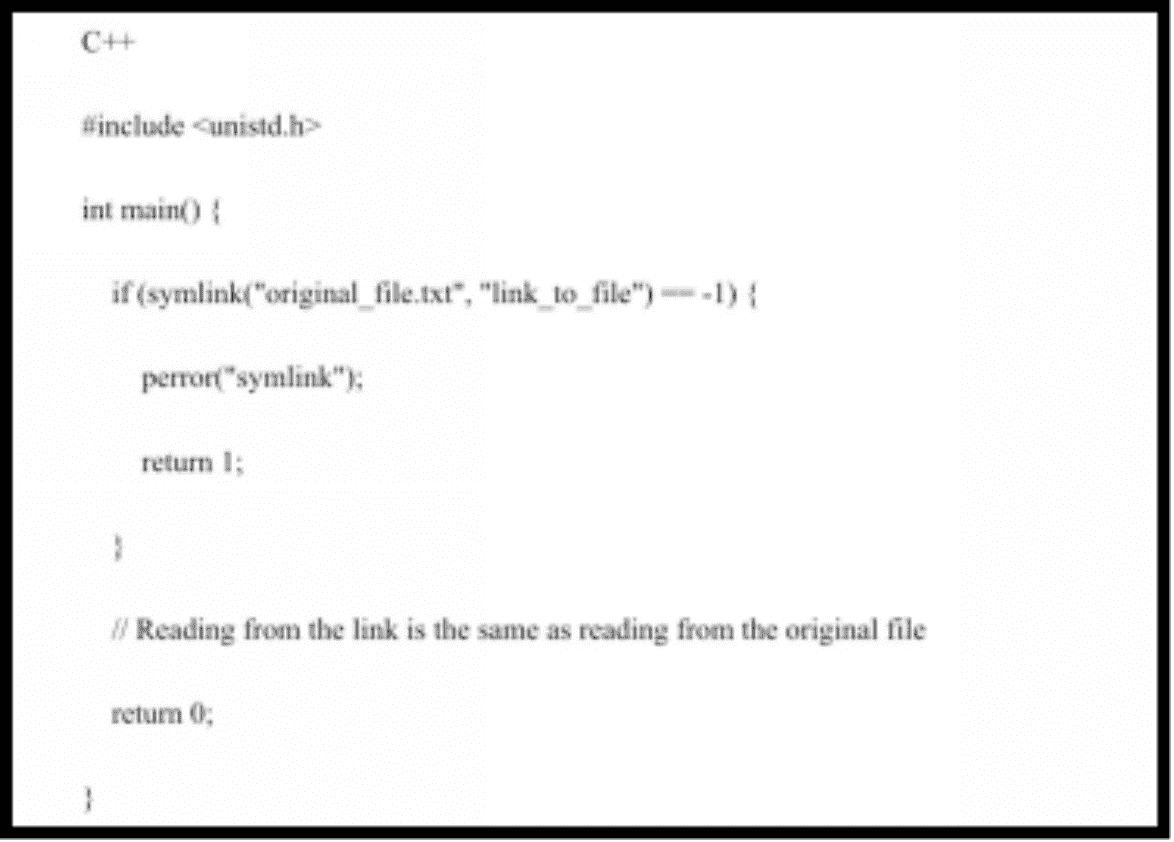 C++
#include <unistd.h>
int main() {
if (symlink("original_file.txt", "link_to_file") == -1) {
perror("symlink");
return 1;
}
// Reading from the link is the same as reading from the original file
return 0;
}